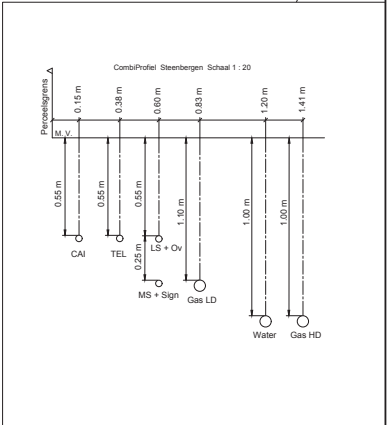 CombiProfiel Steenbergen Schaal 1 : 20
Perceelsgrens
0.15 m
0.38 m
0.60 m
0.83 m
1.20 m
1.41 m
M.V.
0.55 m
0.55 m
0.55 m
1.10 m
1.00 m
1.00 m
CAI
TEL
LS + Ov
0.25 m
MS + Sign
Gas LD
Water
Gas HD